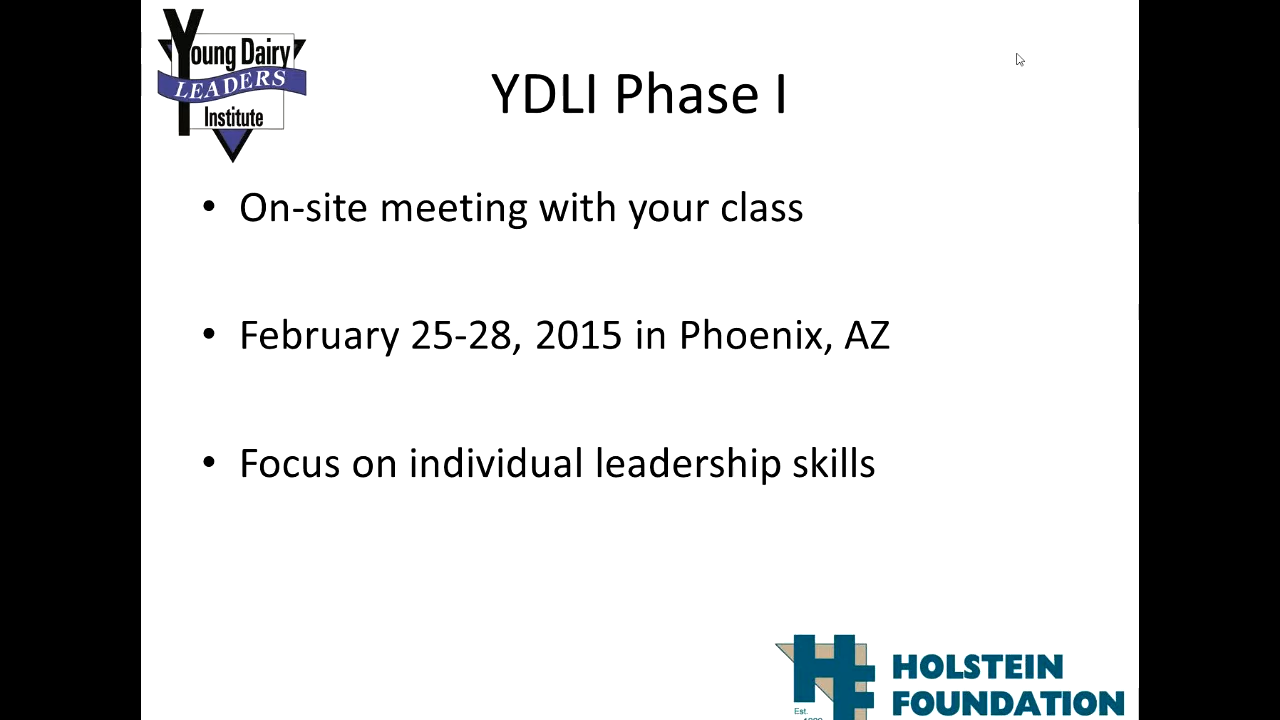 Young Dairy
LEADERS
Institute
YDLI Phase I
• On-site meeting with your class
• February 25-28, 2015 in Phoenix, AZ
• Focus on individual leadership skills
HOLSTEIN
FOUNDATION
Est.